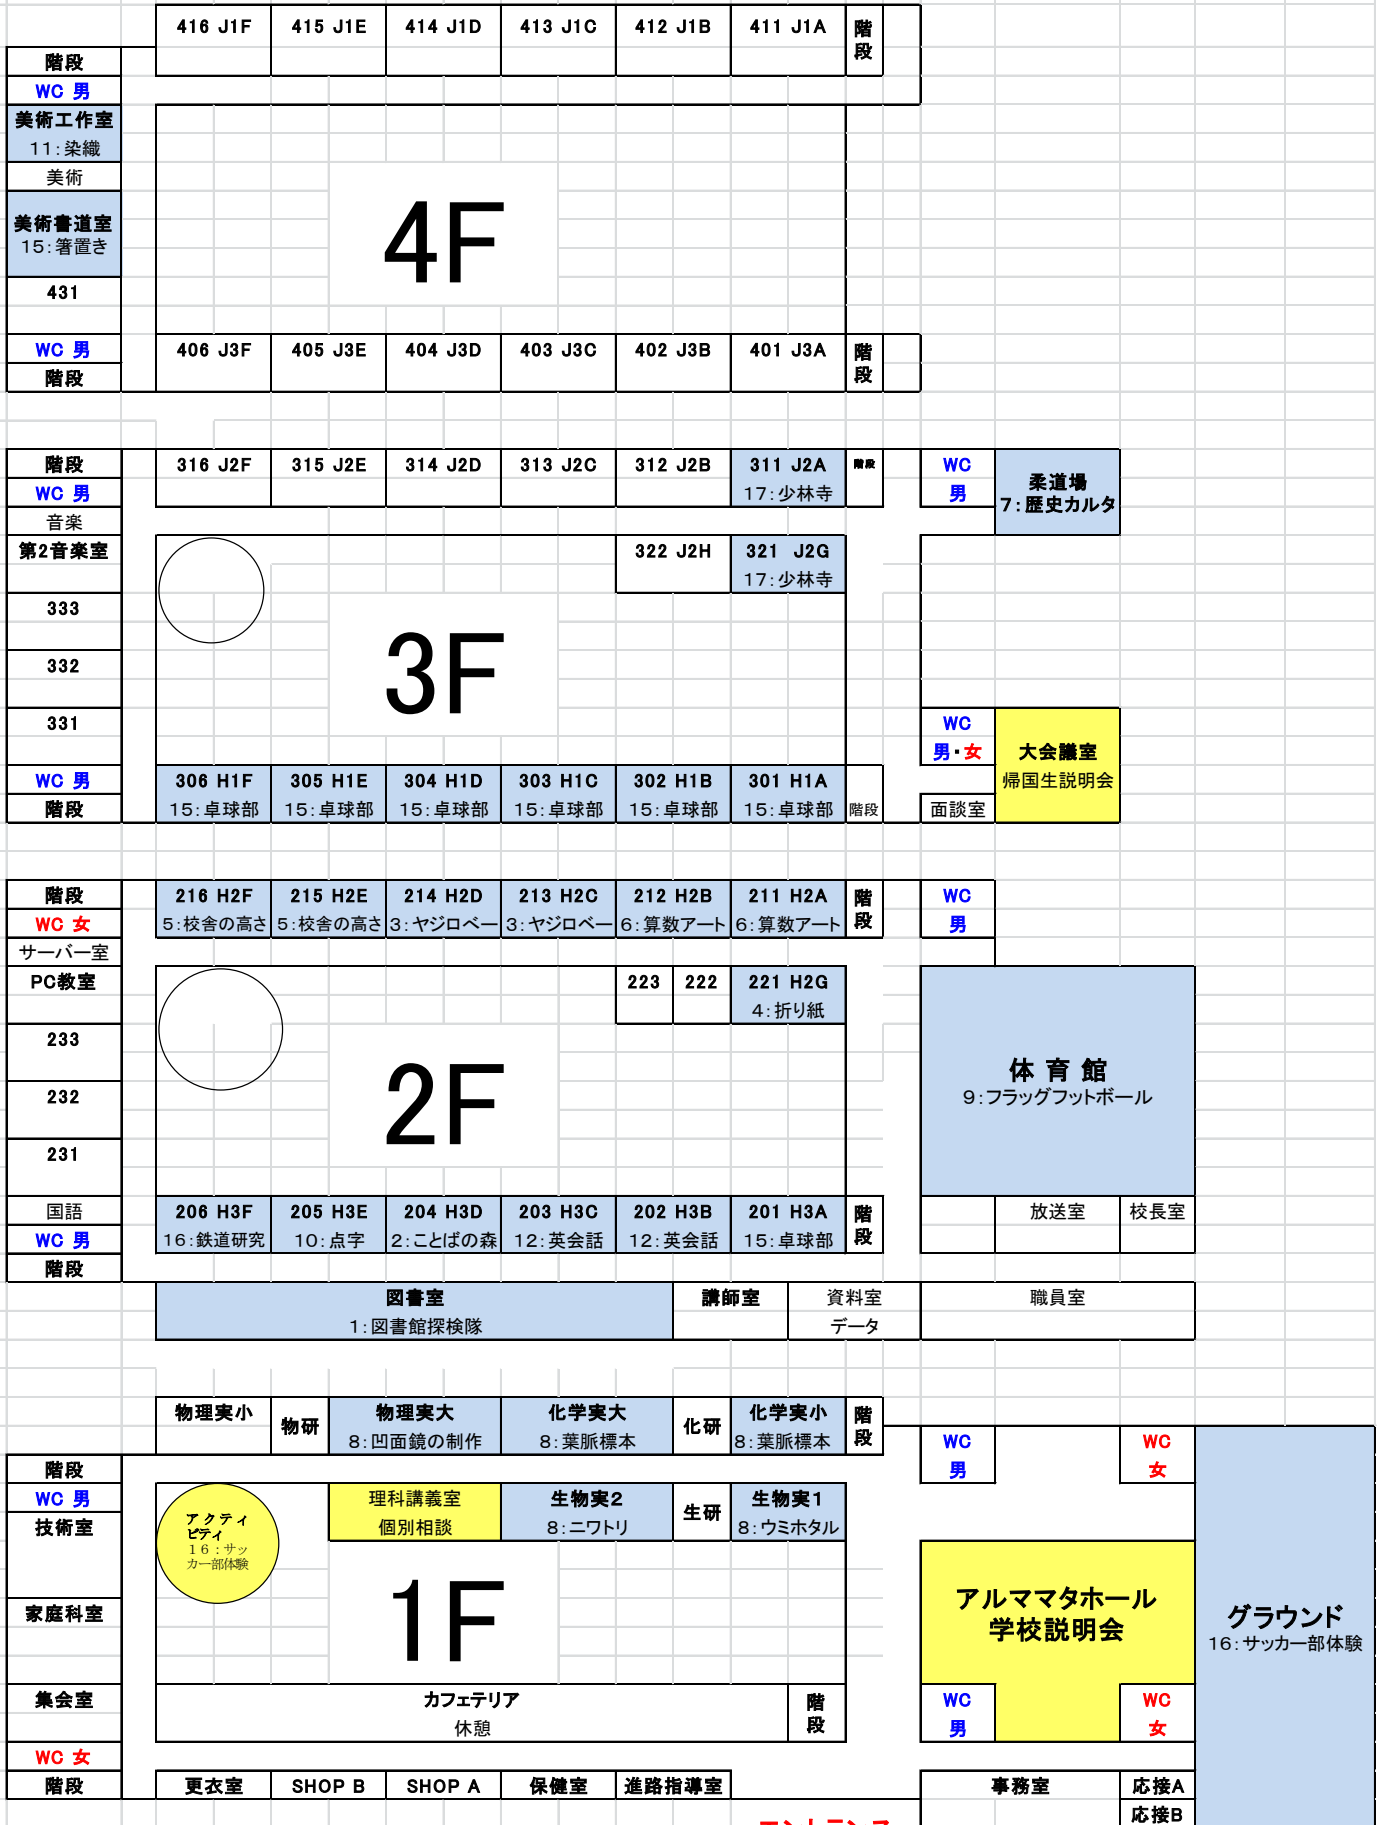 416 J1F 415 J1E 414 J1D 413 J1C 412 J1B 411 J1A 階段
階段
WC 男
美術工作室
11:染織
美術
美術書道室
15:箸置き
4F
431
WC 男 406 J3F 405 J3E 404 J3D 403 J3C 402 J3B 401 J3A 階段
階段
階段 316 J2F 315 J2E 314 J2D 313 J2C 312 J2B 311 J2A 階段 WC 柔道場
WC 男 17:少林寺 男 7:歴史カルタ
音楽
第2音楽室 322 J2H 321 J2G
17:少林寺
333
332
3F
331 WC
男・女 大会議室
WC 男 306 H1F 305 H1E 304 H1D 303 H1C 302 H1B 301 H1A 帰国生説明会
階段 15:卓球部 15:卓球部 15:卓球部 15:卓球部 15:卓球部 15:卓球部 階段 面談室
階段 216 H2F 215 H2E 214 H2D 213 H2C 212 H2B 211 H2A 階段 WC
WC 女 5:校舎の高さ 5:校舎の高さ 3:ヤジロベー 3:ヤジロベー 6:算数アート 6:算数アート 男
サーバー室
PC教室 223 222 221 H2G
4:折り紙
233
体 育 館
232 9:フラッグフットボール
2F
231
国語 206 H3F 205 H3E 204 H3D 203 H3C 202 H3B 201 H3A 階段 放送室 校長室
WC 男 16:鉄道研究 10:点字 2:ことばの森 12:英会話 12:英会話 15:卓球部
階段
図書室 講師室 資料室 職員室
1:図書館探検隊 データ
物理実小 物研 物理実大 化学実大 化研 化学実小 階段
8:凹面鏡の制作 8:葉脈標本 8:葉脈標本 WC 男 WC 女
階段
WC 男 理科講義室 生物実2 生研 生物実1
技術室 アクティ
ビティ
16:サッ
カー部体験 個別相談 8:ニワトリ 8:ウミホタル
家庭科室 1F アルママタホール
学校説明会 グラウンド
16:サッカー部体験
集会室 カフェテリア 階段 WC 男 WC 女
休憩
WC 女
階段 更衣室 SHOP B SHOP A 保健室 進路指導室 事務室 応接A
応接B
エントランス